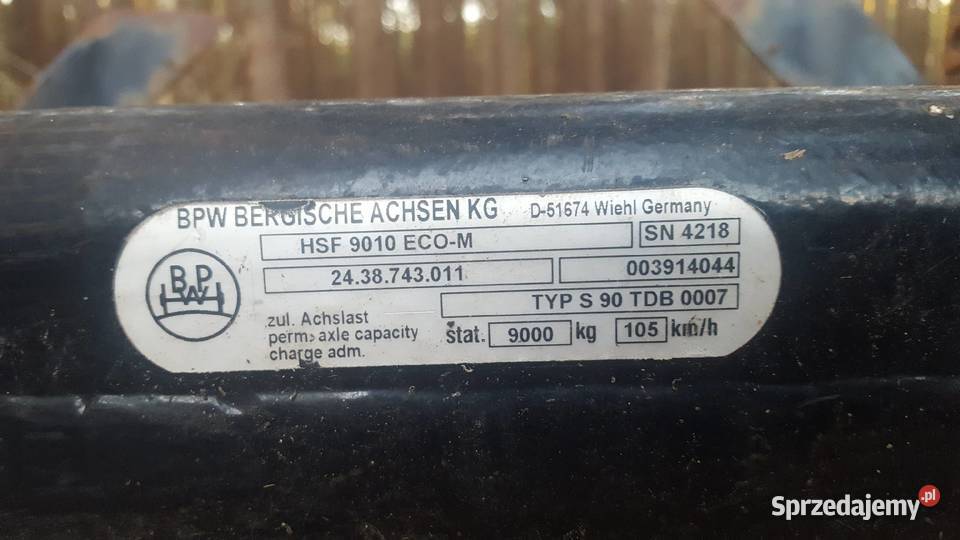 BPW BERGISCHE ACHSEN KG D-51674 Wiehl Germany
HSF 9010 ECO-M SN 4218
24.38.743.011 003914044
TYP S 90 TDB 0007
BPW
zul. Achslast
perm. axle capacity stat. 9000 kg 105 km/h
charge adm.
Sprzedajemy.pl